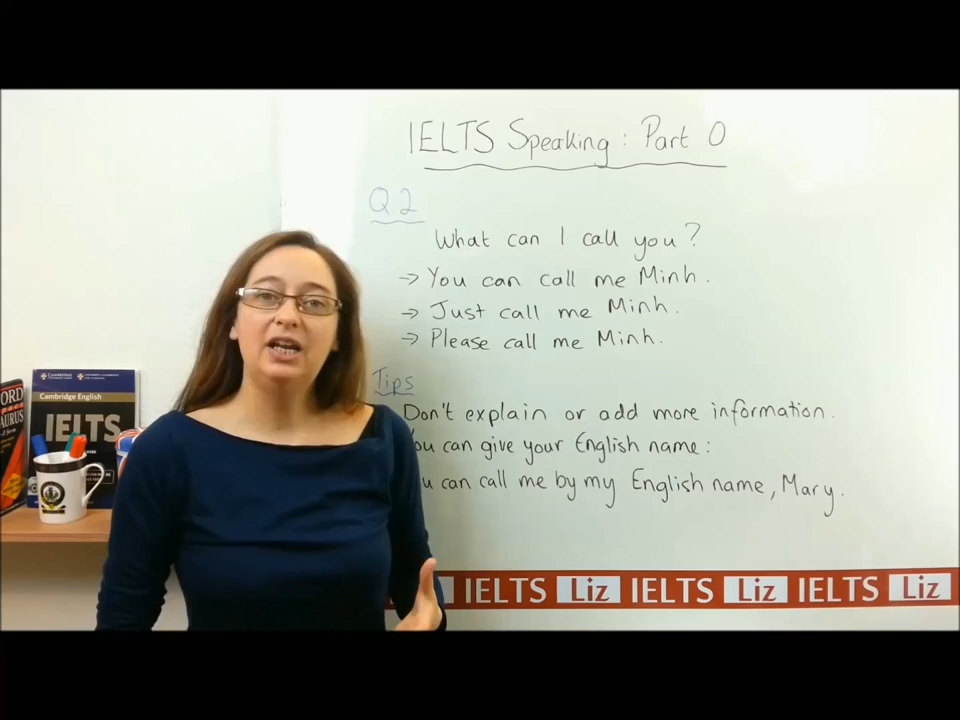 IELTS Speaking : Part 0
Q.2
What can I call you?
→ You can call me Minh.
→ Just call me Minh.
→ Please call me Minh.
Tips
Don't explain or add more information.
can give your English name:
can call me by my English name, Mary.
IELTS Liz IELTS Liz IELTS Liz
Cambridge English
IELTS